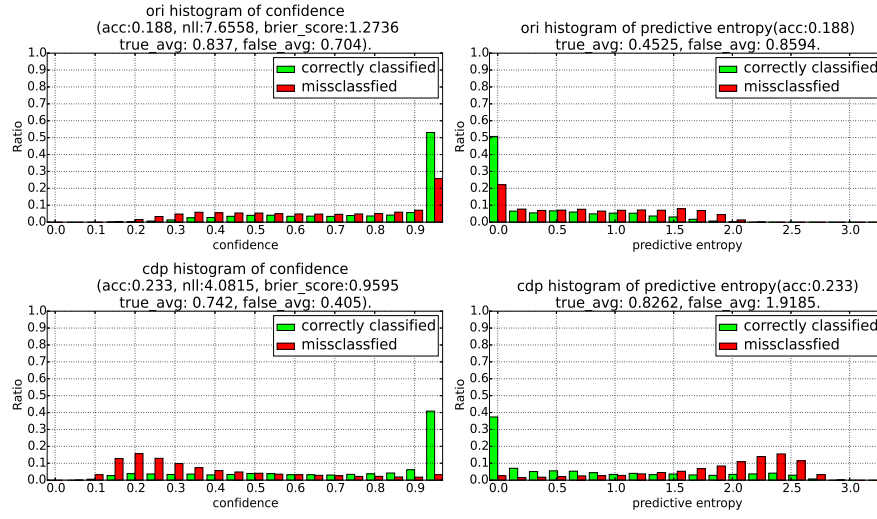 ori histogram of confidence
(acc:0.188, nll:7.6558, brier_score:1.2736
true_avg: 0.837, false_avg: 0.704).
1.0
0.9
0.8
0.7
0.6
0.5
0.4
0.3
0.2
0.1
0.0
Ratio
correctly classified
missclassfied
0.0 0.1 0.2 0.3 0.4 0.5 0.6 0.7 0.8 0.9
confidence
ori histogram of predictive entropy(acc:0.188)
true_avg: 0.4525, false_avg: 0.8594.
1.0
0.9
0.8
0.7
0.6
0.5
0.4
0.3
0.2
0.1
0.0
Ratio
correctly classified
missclassfied
0.0 0.5 1.0 1.5 2.0 2.5 3.0
predictive entropy
cdp histogram of confidence
(acc:0.233, nll:4.0815, brier_score:0.9595
true_avg: 0.742, false_avg: 0.405).
1.0
0.9
0.8
0.7
0.6
0.5
0.4
0.3
0.2
0.1
0.0
Ratio
correctly classified
missclassfied
0.0 0.1 0.2 0.3 0.4 0.5 0.6 0.7 0.8 0.9
confidence
cdp histogram of predictive entropy(acc:0.233)
true_avg: 0.8262, false_avg: 1.9185.
1.0
0.9
0.8
0.7
0.6
0.5
0.4
0.3
0.2
0.1
0.0
Ratio
correctly classified
missclassfied
0.0 0.5 1.0 1.5 2.0 2.5 3.0
predictive entropy